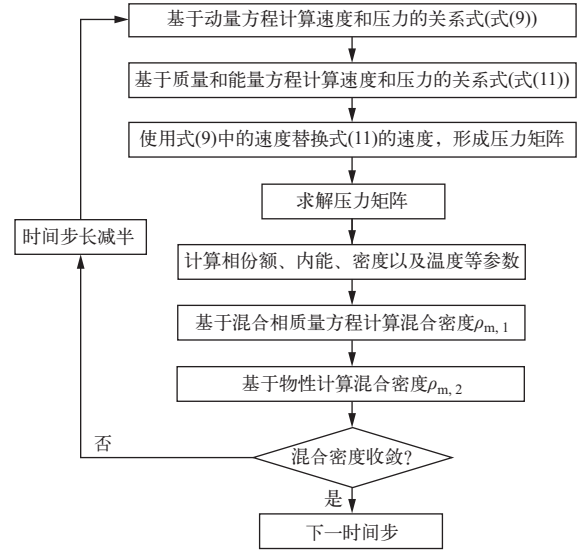 基于动量方程计算速度和压力的关系式(式(9))
基于质量和能量方程计算速度和压力的关系式(式(11))
使用式(9)中的速度替换式(11)的速度，形成压力矩阵
求解压力矩阵
时间步长减半
计算相份额、内能、密度以及温度等参数
基于混合相质量方程计算混合密度ρm, 1
基于物性计算混合密度ρm, 2
否
混合密度收敛?
是
下一时间步